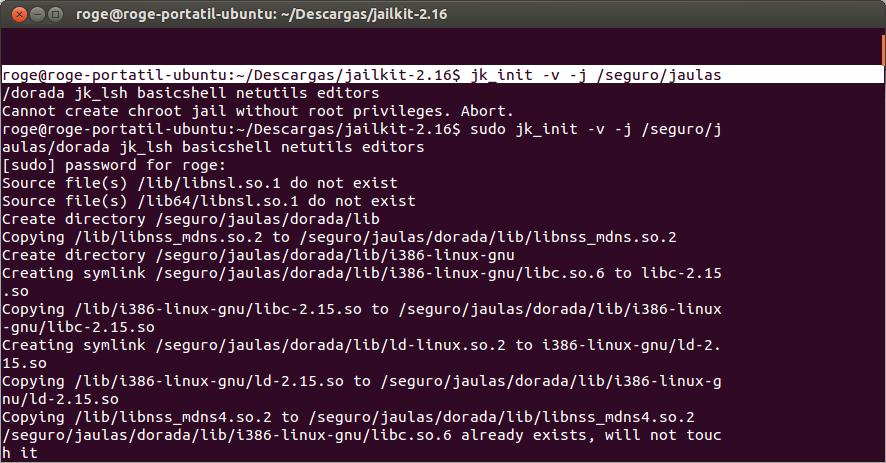 roge@roge-portatil-ubuntu: ~/Descargas/jailkit-2.16
roge@roge-portatil-ubuntu:~/Descargas/jailkit-2.16$ jk_init -v -j /seguro/jaulas
/dorada jk_lsh basicshell netutils editors
Cannot create chroot jail without root privileges. Abort.
roge@roge-portatil-ubuntu:~/Descargas/jailkit-2.16$ sudo jk_init -v -j /seguro/j
aulas/dorada jk_lsh basicshell netutils editors
[sudo] password for roge:
Source file(s) /lib/libnsl.so.1 do not exist
Source file(s) /lib64/libnsl.so.1 do not exist
Create directory /seguro/jaulas/dorada/lib
Copying /lib/libnss_mdns.so.2 to /seguro/jaulas/dorada/lib/libnss_mdns.so.2
Create directory /seguro/jaulas/dorada/lib/i386-linux-gnu
Creating symlink /seguro/jaulas/dorada/lib/i386-linux-gnu/libc.so.6 to libc-2.15
.so
Copying /lib/i386-linux-gnu/libc-2.15.so to /seguro/jaulas/dorada/lib/i386-linux
-gnu/libc-2.15.so
Creating symlink /seguro/jaulas/dorada/lib/ld-linux.so.2 to i386-linux-gnu/ld-2.
15.so
Copying /lib/i386-linux-gnu/ld-2.15.so to /seguro/jaulas/dorada/lib/i386-linux-g
nu/ld-2.15.so
Copying /lib/libnss_mdns4.so.2 to /seguro/jaulas/dorada/lib/libnss_mdns4.so.2
/seguro/jaulas/dorada/lib/i386-linux-gnu/libc.so.6 already exists, will not touc
h it